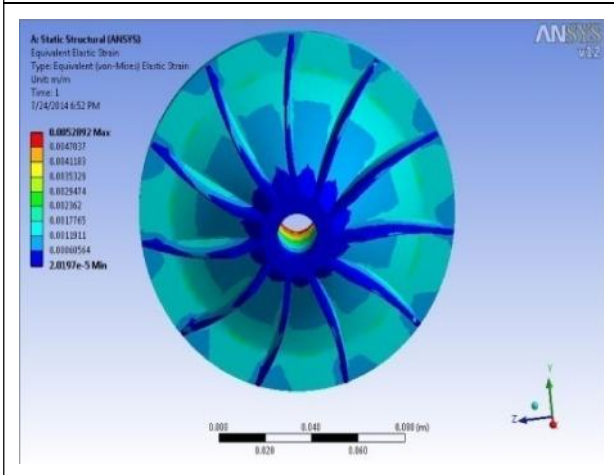 A: Static Structural (ANSYS)
Equivalent Elastic Strain
Type: Equivalent (von-Mises) Elastic Strain
Unit: m/m
Time: 1
7/24/2014 6:52 PM
0.0052892 Max
0.0047037
0.0041183
0.0035329
0.0029474
0.002362
0.0017765
0.0011911
0.00060564
2.0197e-5 Min
ANSYS
v12
Y
Z
X
0.000
0.040
0.080 (m)
0.020
0.060